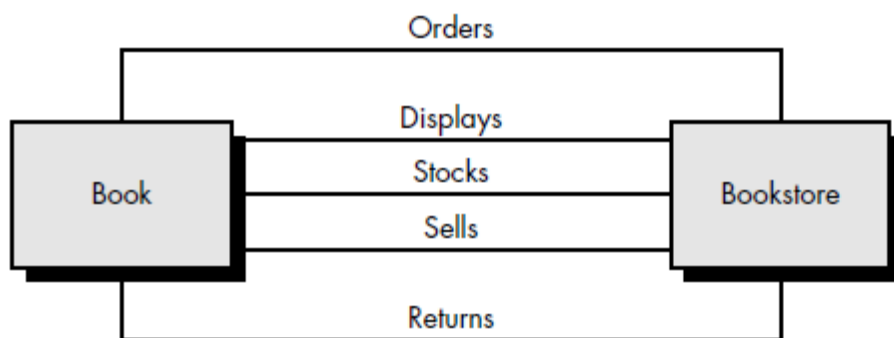 Orders
Displays
Stocks
Book
Bookstore
Sells
Returns